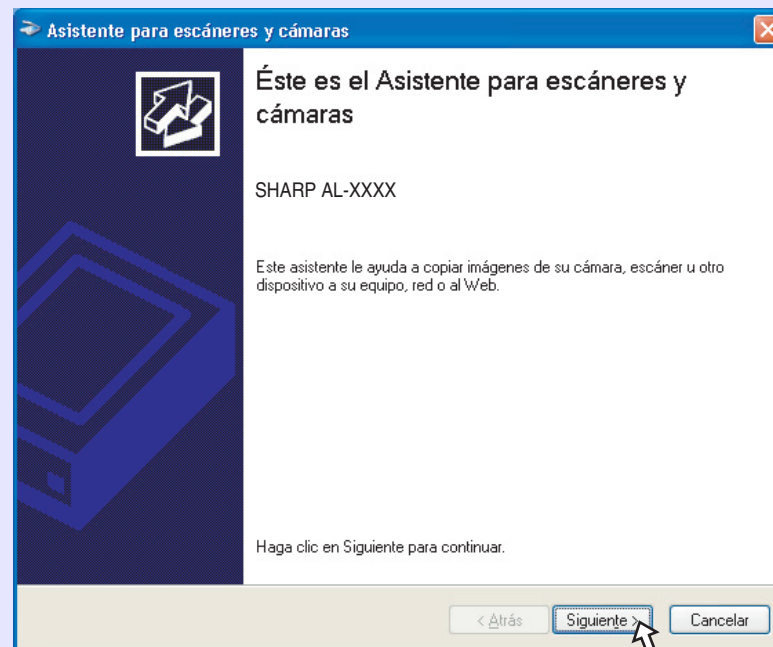 Asistente para escáneres y cámaras
Éste es el Asistente para escáneres y
cámaras
SHARP AL-XXXX
Este asistente le ayuda a copiar imágenes de su cámara, escáner u otro
dispositivo a su equipo, red o al Web.
Haga clic en Siguiente para continuar.
< Atrás Siguiente > Cancelar